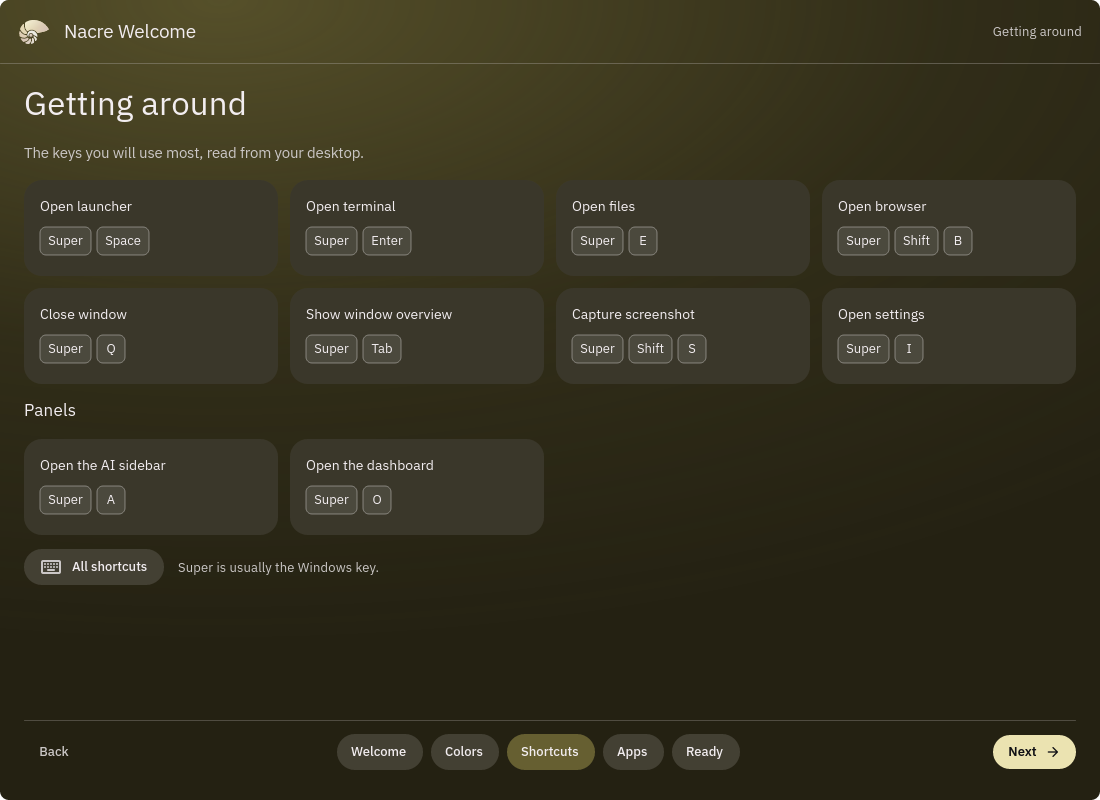 Nacre Welcome
Getting around
Getting around
The keys you will use most, read from your desktop.
Open launcher
Super Space
Open terminal
Super Enter
Open files
Super E
Open browser
Super Shift B
Close window
Super Q
Show window overview
Super Tab
Capture screenshot
Super Shift S
Open settings
Super I
Panels
Open the AI sidebar
Super A
Open the dashboard
Super O
All shortcuts
Super is usually the Windows key.
Back
Welcome
Colors
Shortcuts
Apps
Ready
Next